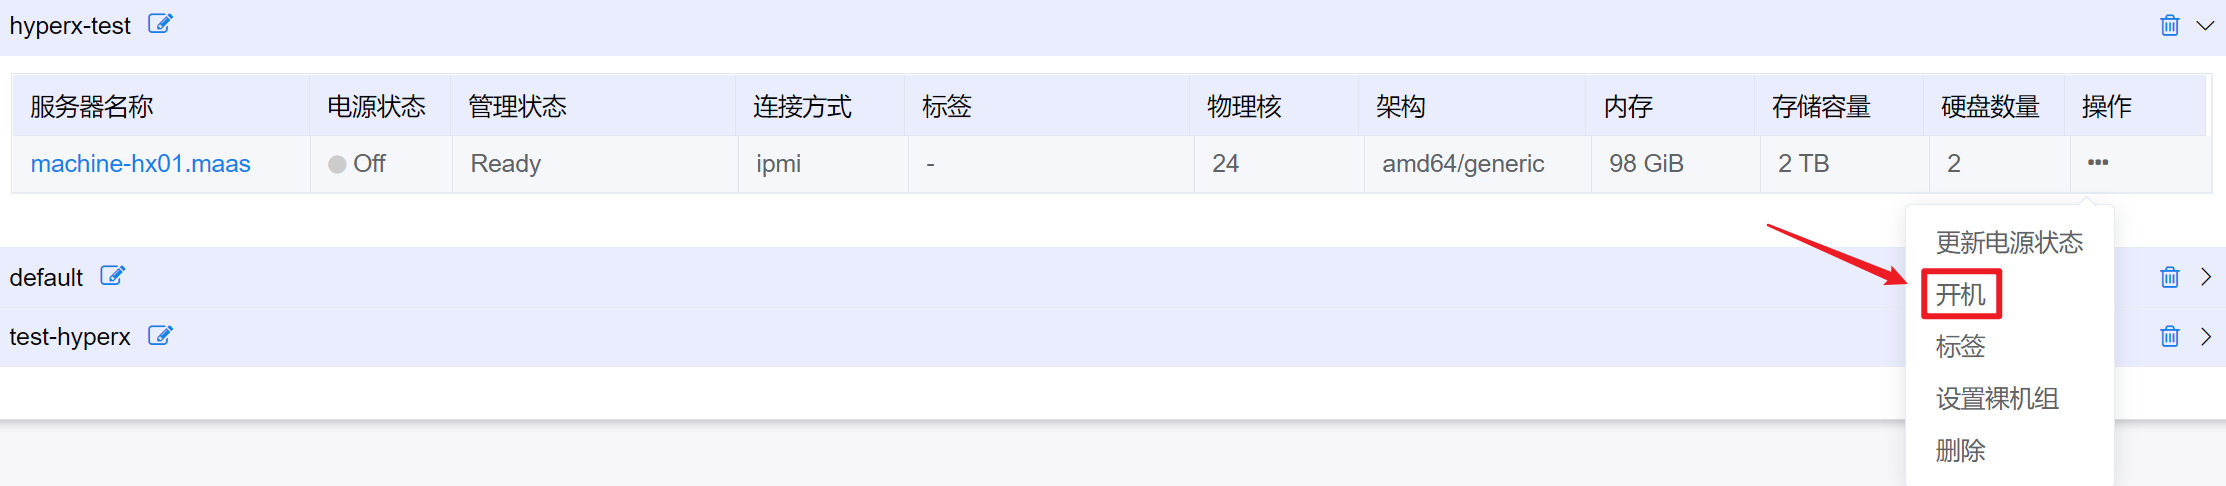 hyperx-test
服务器名称 电源状态 管理状态 连接方式 标签 物理核 架构 内存 存储容量 硬盘数量 操作
machine-hx01.maas Off Ready ipmi - 24 amd64/generic 98 GiB 2 TB 2 •••
更新电源状态
default
开机
test-hyperx
标签
设置裸机组
删除